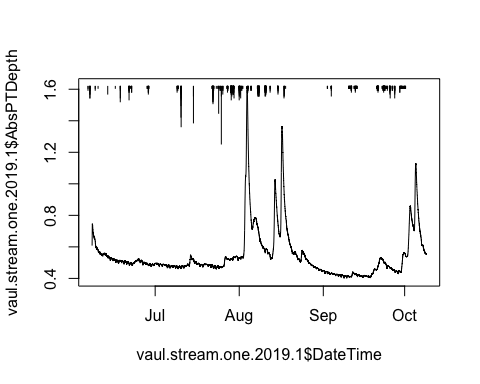 vaul.stream.one.2019.1$AbsPTDepth
1.6
1.2
0.8
0.4
Jul Aug Sep Oct
vaul.stream.one.2019.1$DateTime